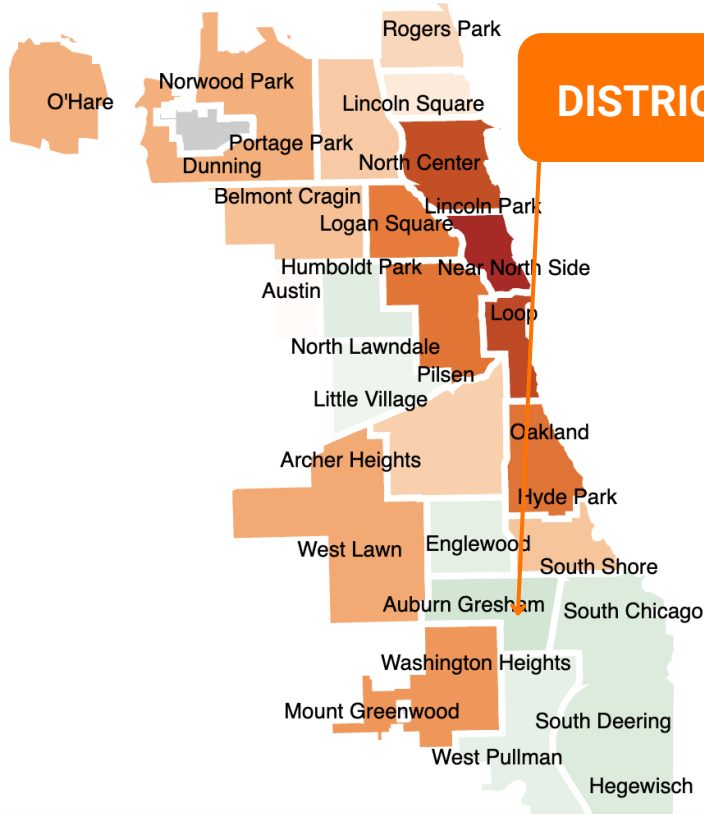 Rogers Park
DISTRIC
Norwood Park
O'Hare
Lincoln Square
Portage Park
North Center
Dunning
Belmont Cragin
Lincoln Park
Logan Square
Humboldt Park
Near North Side
Austin
Loop
North Lawndale
Pilsen
Little Village
Oakland
Archer Heights
Hyde Park
West Lawn
Englewood
South Shore
Auburn Gresham
South Chicago
Washington Heights
Mount Greenwood
South Deering
West Pullman
Hegewisch